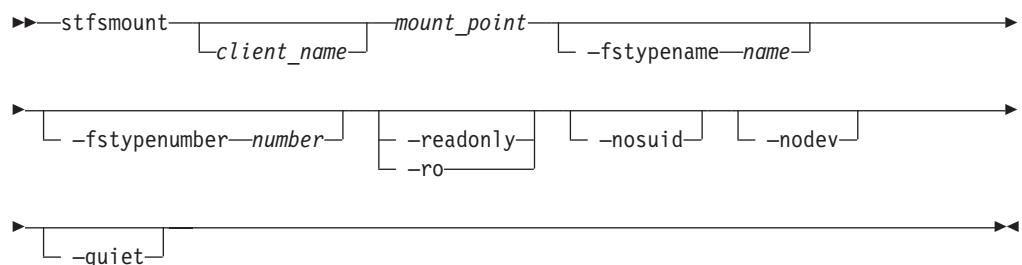 stfsmount client_name mount_point –fstypename name
–fstypenumber number –readonly –nosuid –nodev
–ro
–quiet